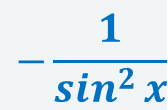 − 1
sin² x